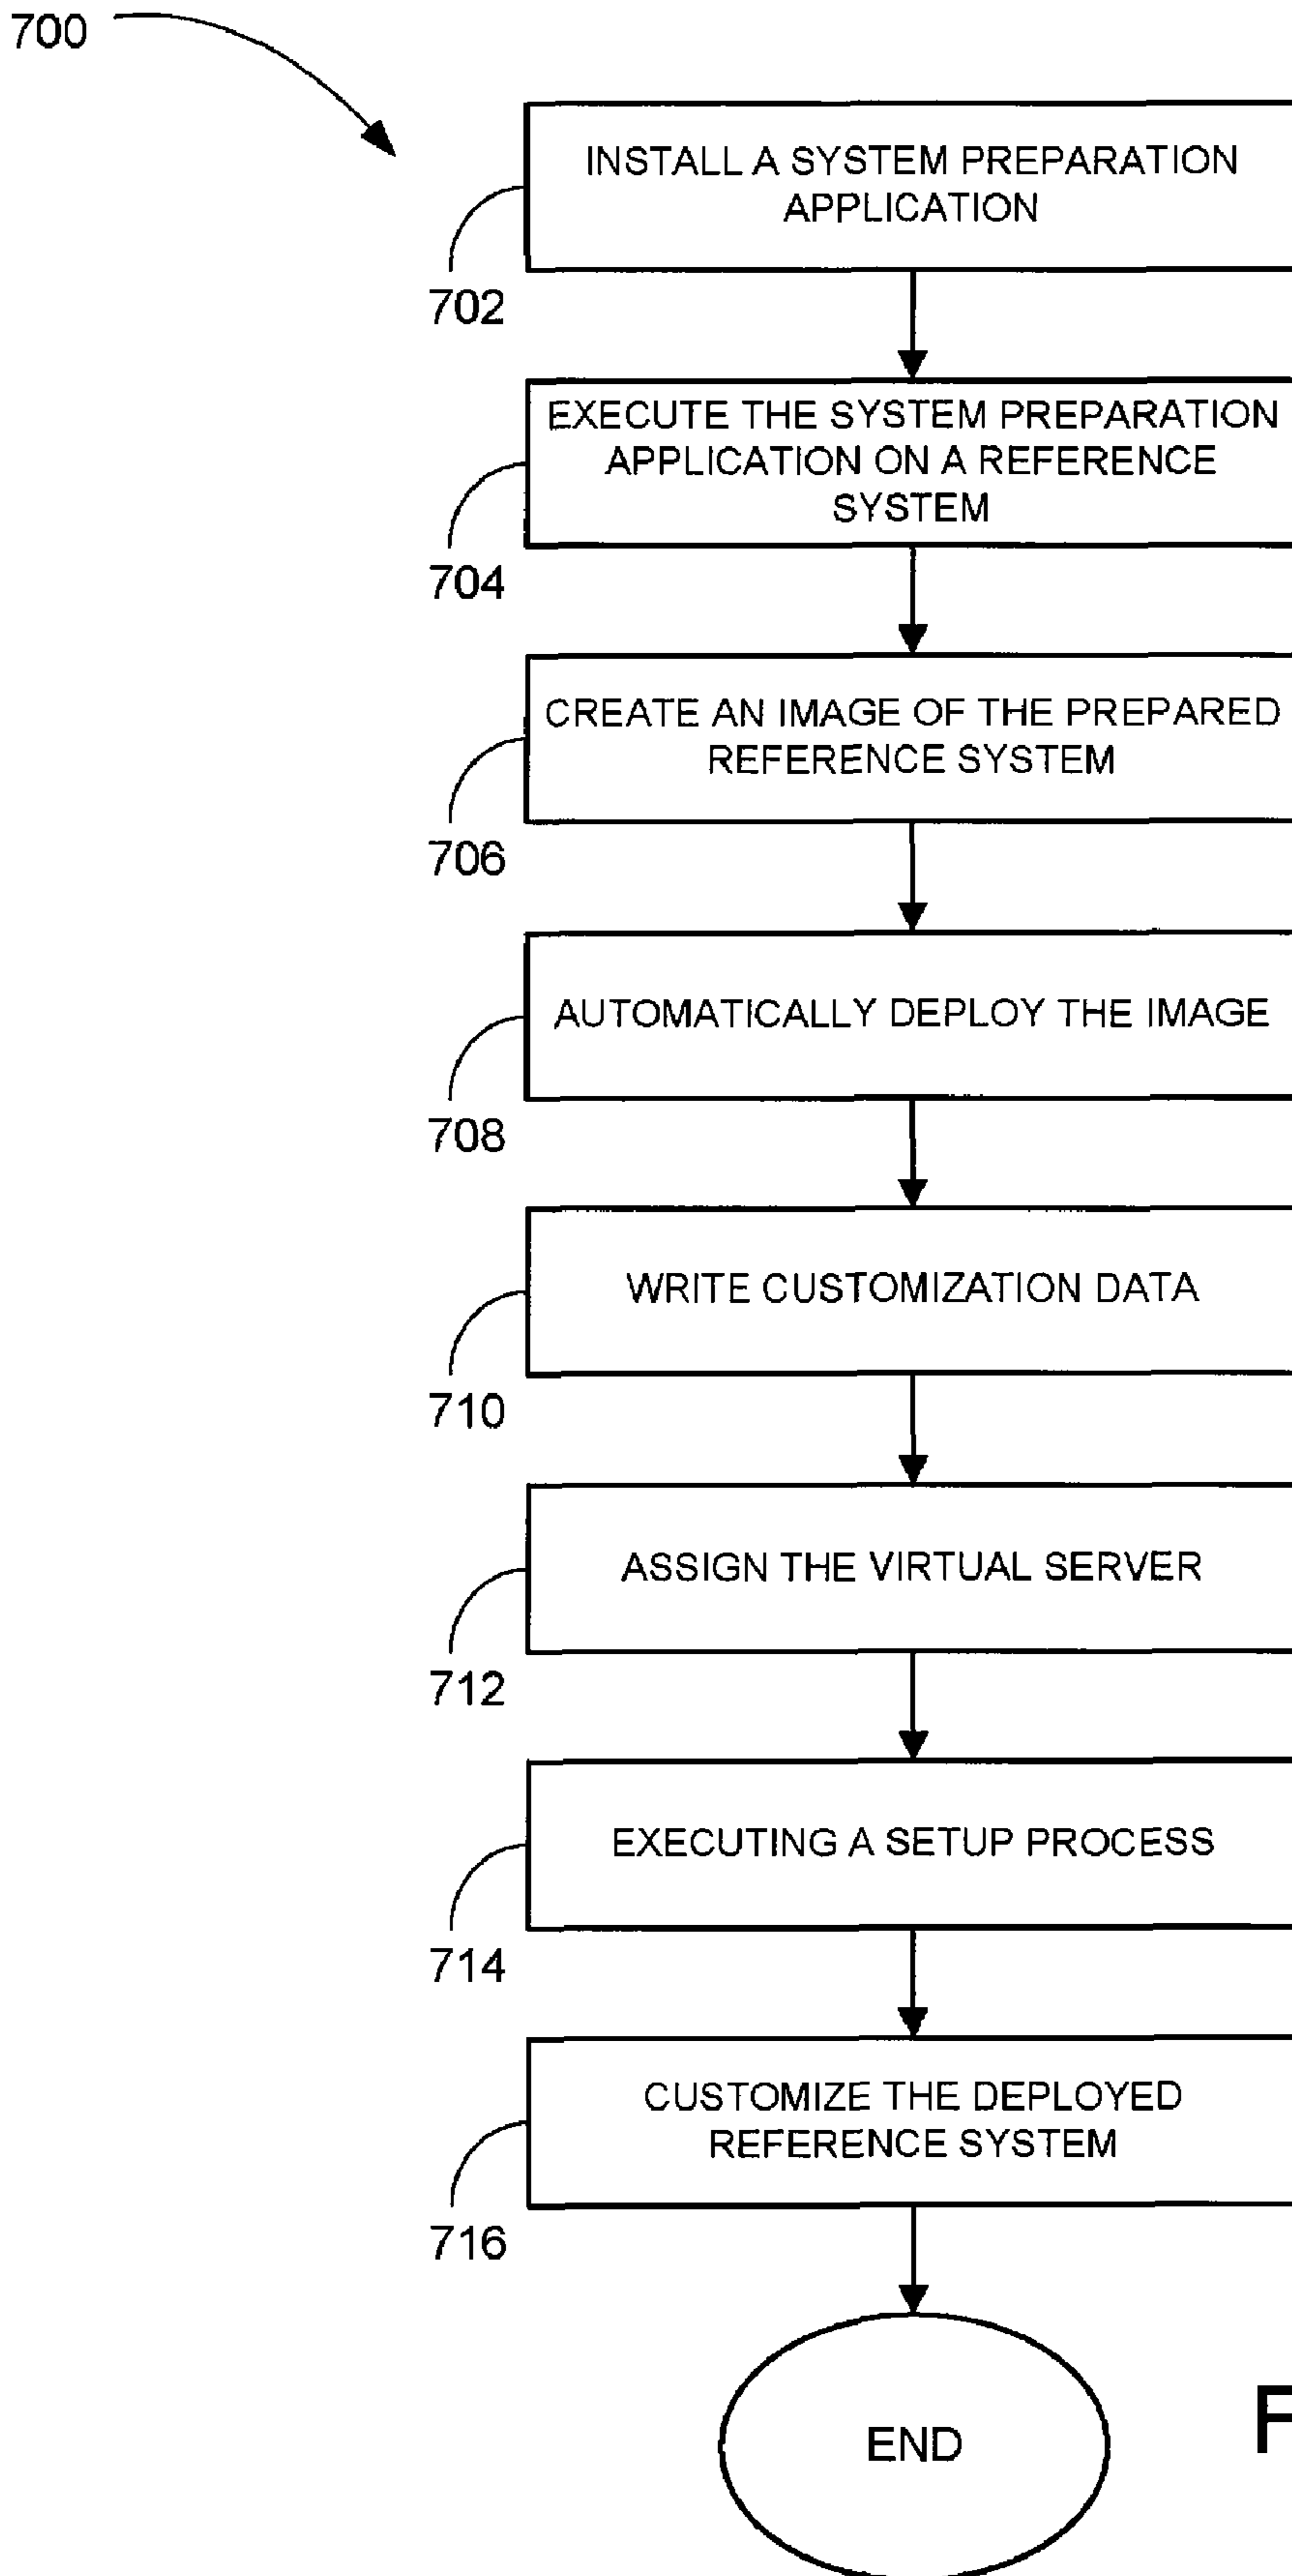 700
INSTALL A SYSTEM PREPARATION
APPLICATION
702
EXECUTE THE SYSTEM PREPARATION
APPLICATION ON A REFERENCE
SYSTEM
704
CREATE AN IMAGE OF THE PREPARED
REFERENCE SYSTEM
706
AUTOMATICALLY DEPLOY THE IMAGE
708
WRITE CUSTOMIZATION DATA
710
ASSIGN THE VIRTUAL SERVER
712
EXECUTING A SETUP PROCESS
714
CUSTOMIZE THE DEPLOYED
REFERENCE SYSTEM
716
END
F